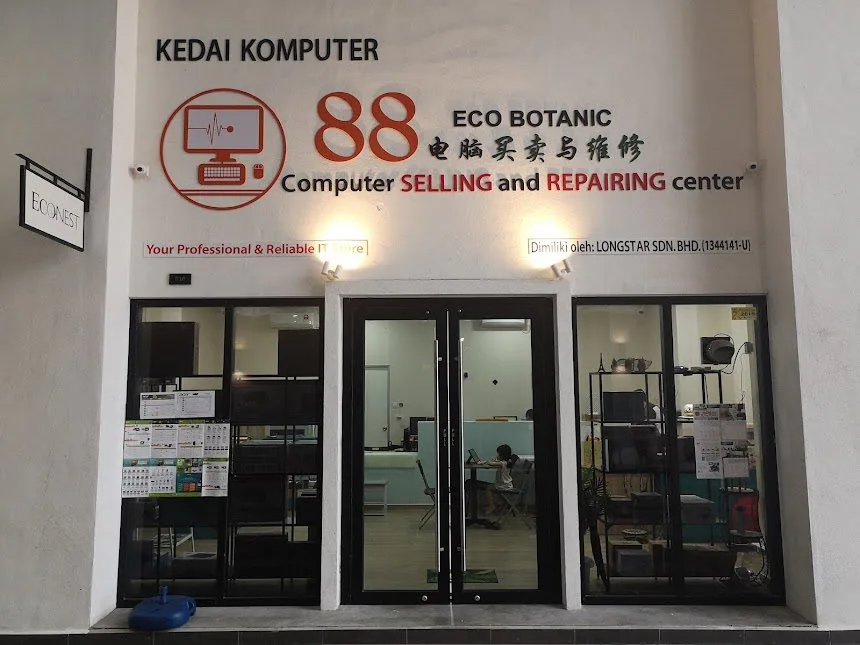 KEDAI KOMPUTER
88
ECO BOTANIC
电脑买卖与维修
Computer SELLING and REPAIRING center
ECONEST
Your Professional & Reliable IT Store
Dimiliki oleh: LONGSTAR SDN. BHD. (1344141-U)